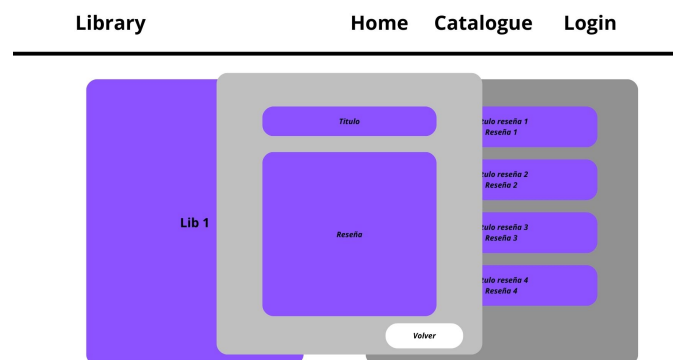 Library Home Catalogue Login
Lib 1
Titulo
Reseña
Volver
tulo reseña 1
Reseña 1
tulo reseña 2
Reseña 2
tulo reseña 3
Reseña 3
tulo reseña 4
Reseña 4